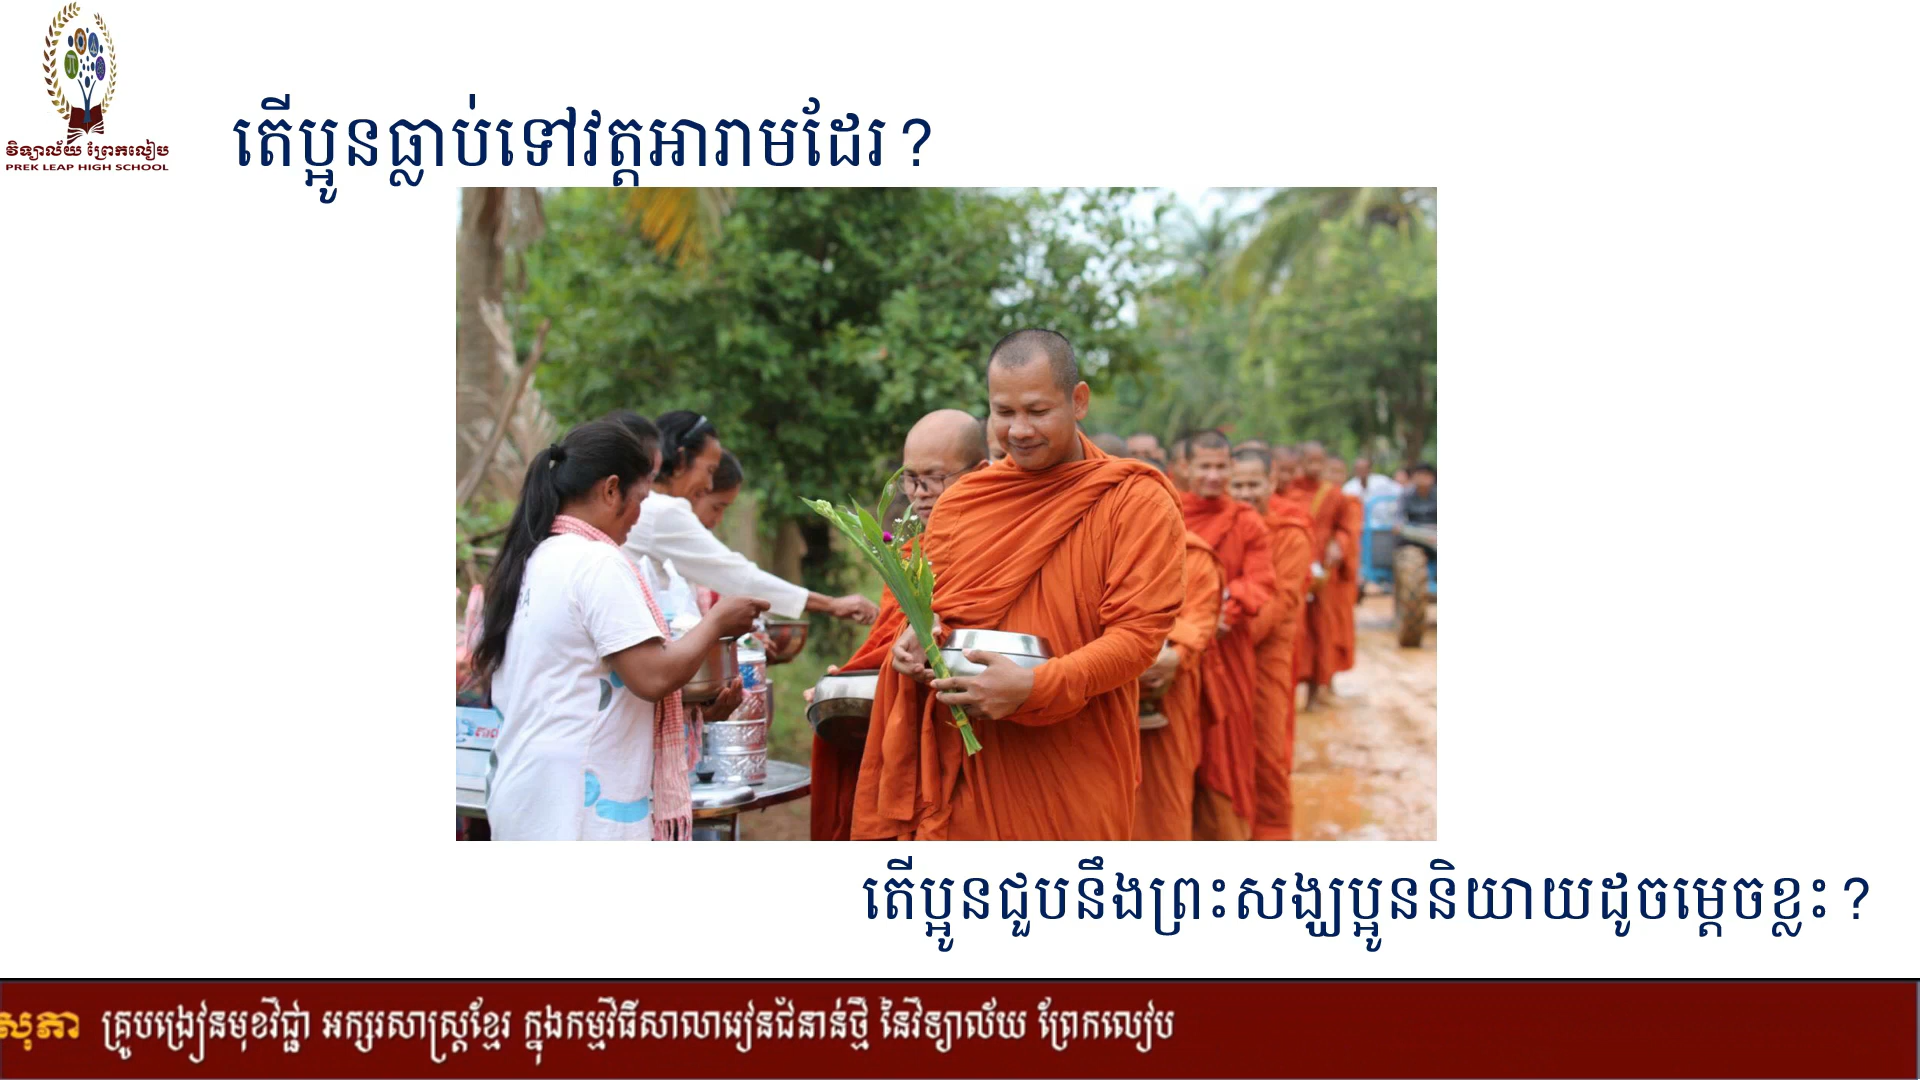 វិទ្យាល័យ ព្រែកលៀប
PREK LEAP HIGH SCHOOL
តើប្អូនធ្លាប់ទៅវត្តអារាមដែរ?
តើប្អូនជួបនឹងព្រះសង្ឃប្អូននិយាយដូចម្តេចខ្លះ?
សុភា គ្រូបង្រៀនមុខវិជ្ជា អក្សរសាស្ត្រខ្មែរ ក្នុងកម្មវិធីសាលារៀនជំនាន់ថ្មី នៃវិទ្យាល័យ ព្រែកលៀប